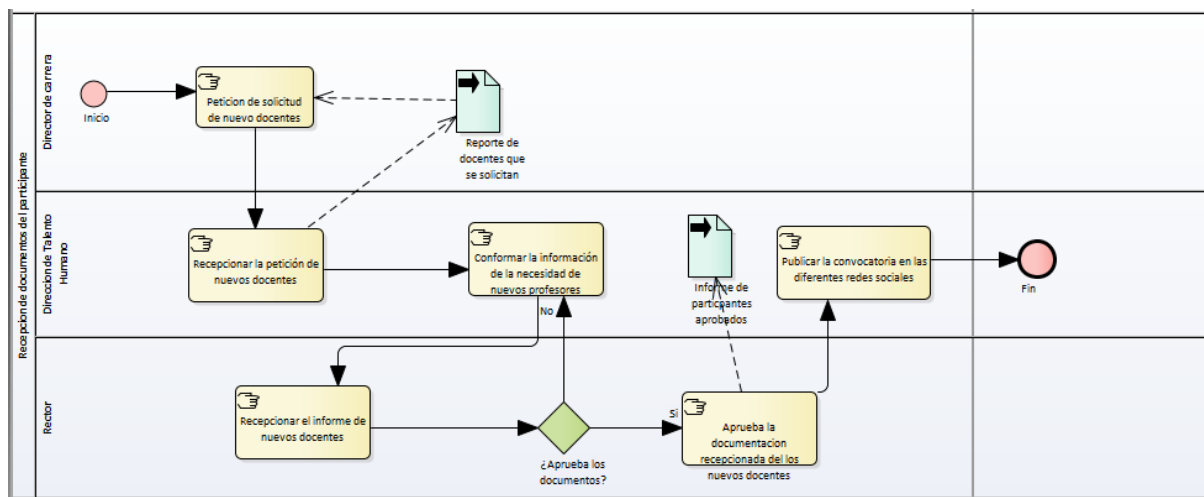 Recepcion de documentos del participante
Director de carrera
Inicio
Peticion de solicitud
de nuevo docentes
Reporte de
docentes que
se solicitan
Direccion de Talento
Humano
Recepcionar la petición de
nuevos docentes
Conformar la información
de la necesidad de
nuevos profesores
No
Informe de
participantes
aprobados
Publicar la convocatoria en las
diferentes redes sociales
Fin
Rector
Recepcionar el informe de
nuevos docentes
¿Aprueba los
documentos?
Si
Aprueba la
documentacion
recepcionada del los
nuevos docentes